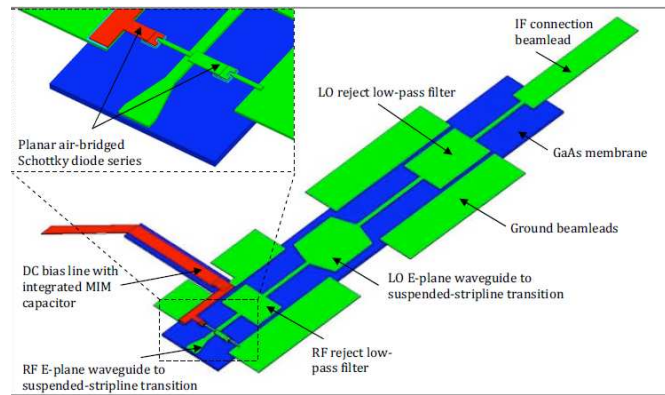 IF connection
beamlead
LO reject low-pass filter
Planar air-bridged
Schottky diode series
GaAs membrane
Ground beamleads
DC bias line with
integrated MIM
capacitor
LO E-plane waveguide to
suspended-stripline transition
RF E-plane waveguide to
suspended-stripline transition
RF reject low-
pass filter